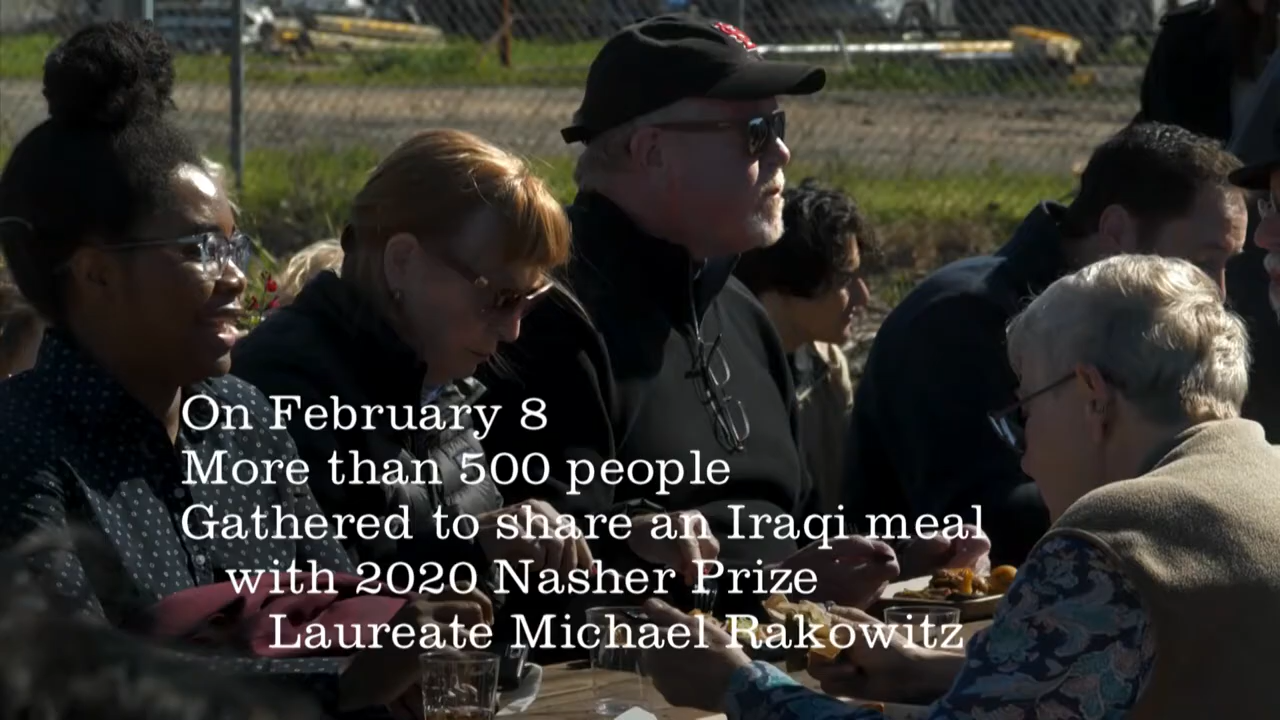 On February 8
More than 500 people
Gathered to share an Iraqi meal
with 2020 Nasher Prize
Laureate Michael Rakowitz